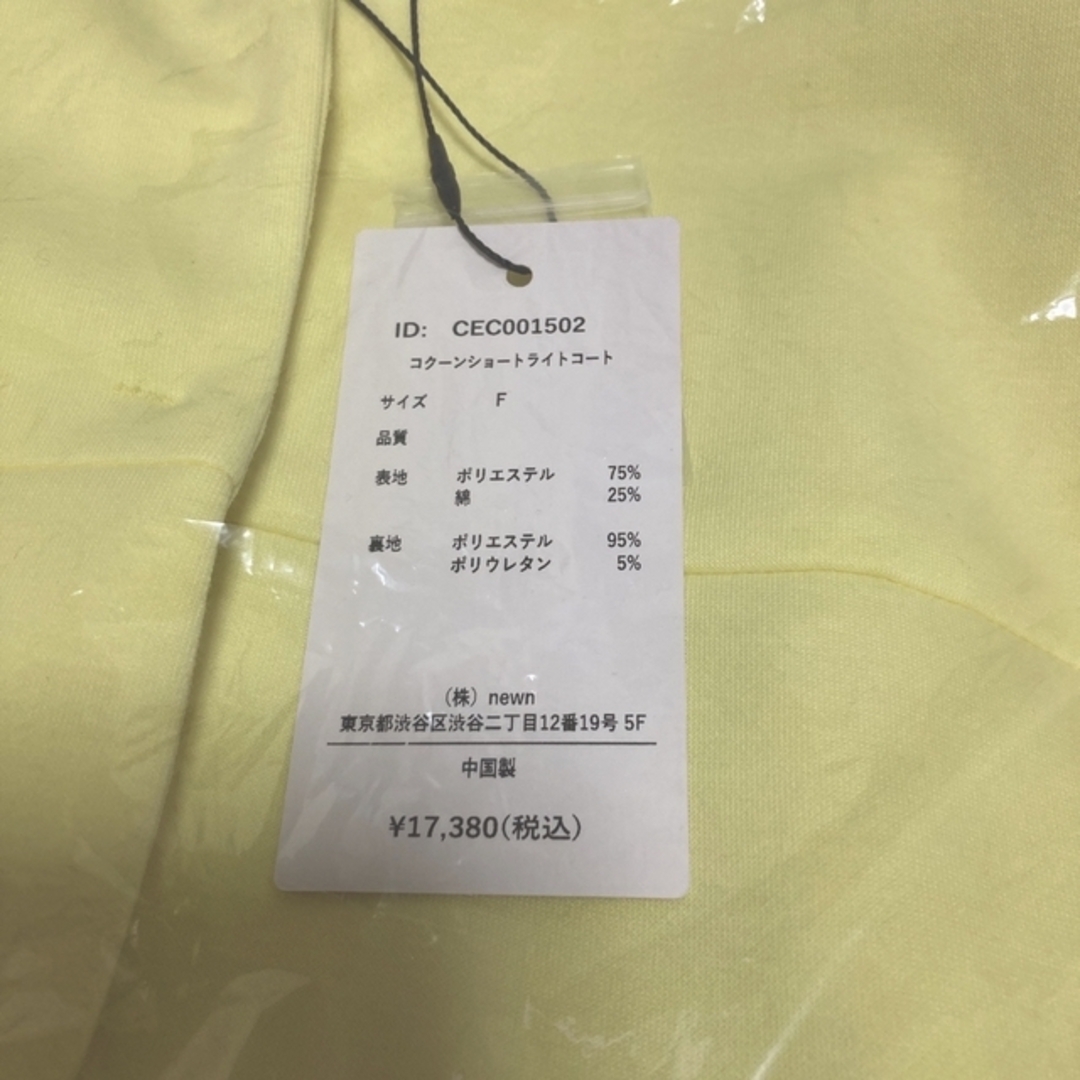 ID: CEC001502
コクーンショートライトコート
サイズ F
品質
表地 ポリエステル 75%
綿 25%
裏地 ポリエステル 95%
ポリウレタン 5%
（株）newn
東京都渋谷区渋谷二丁目12番19号 5F
中国製
¥17,380(税込)